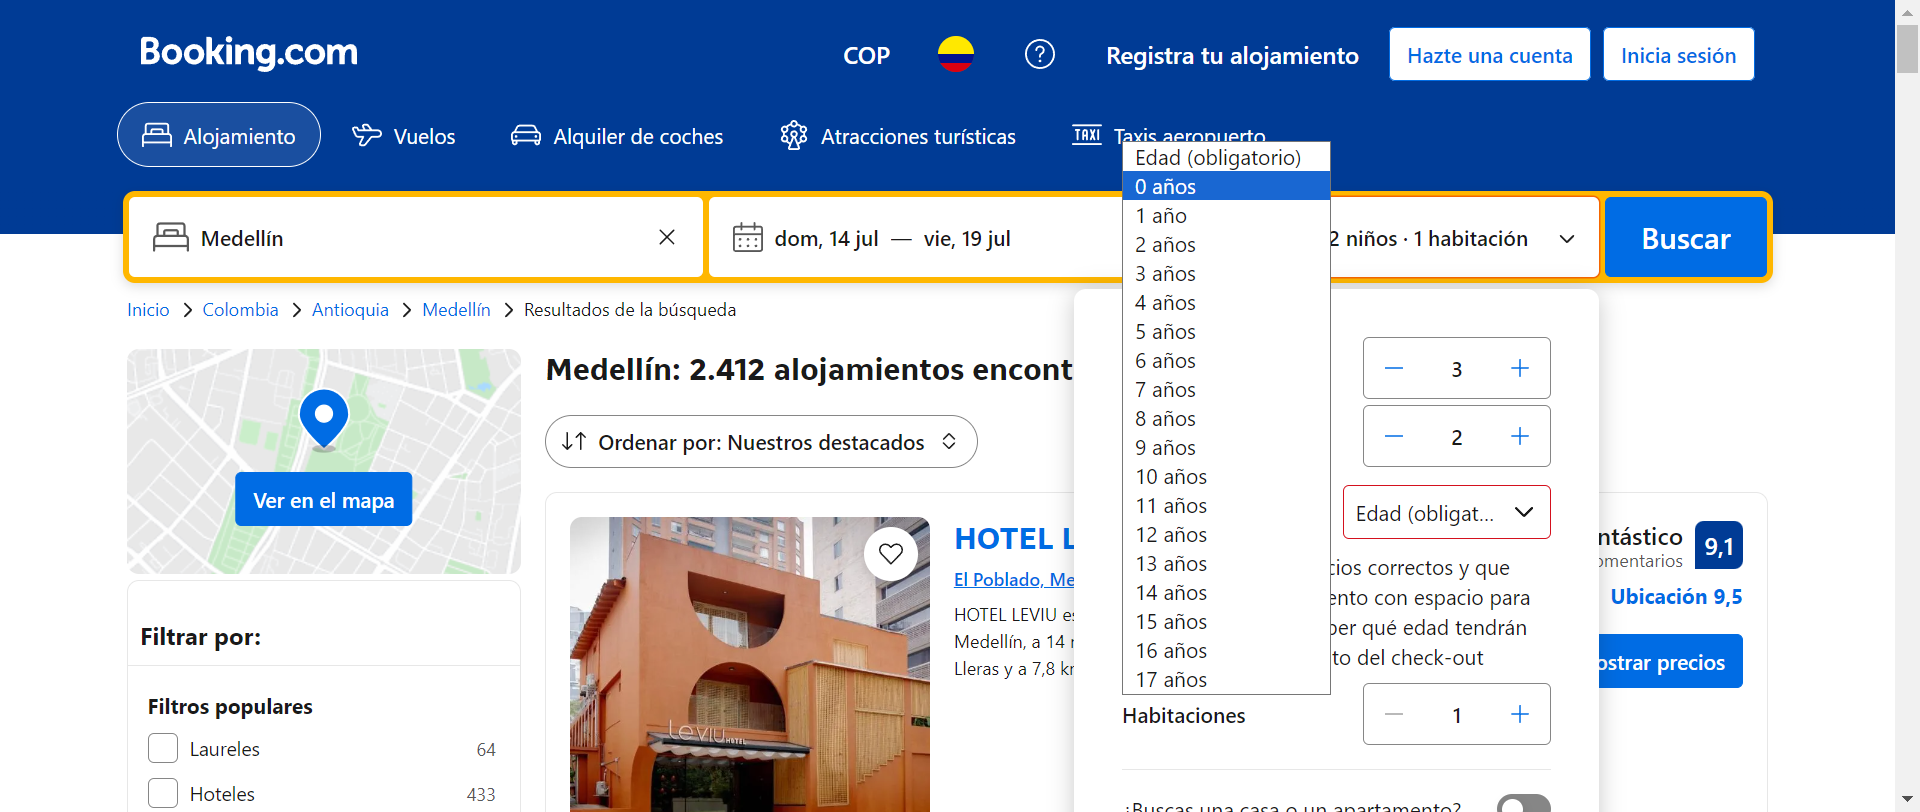 Booking.com
COP
Registra tu alojamiento
Hazte una cuenta
Inicia sesión
Alojamiento
Vuelos
Alquiler de coches
Atracciones turísticas
TAXI
Taxis aeropuerto
Medellín
dom, 14 jul — vie, 19 jul
2 niños · 1 habitación
Buscar
Edad (obligatorio)
0 años
1 año
2 años
3 años
4 años
5 años
6 años
7 años
8 años
9 años
10 años
11 años
12 años
13 años
14 años
15 años
16 años
17 años
Inicio > Colombia > Antioquia > Medellín > Resultados de la búsqueda
Ver en el mapa
Filtrar por:
Filtros populares
Laureles 64
Hoteles 433
Medellín: 2.412 alojamientos encont
Ordenar por: Nuestros destacados
leviu HOTEL
HOTEL L
El Poblado, Me
HOTEL LEVIU es
Medellín, a 14
Lleras y a 7,8 km
3
2
Edad (obligat...
cios correctos y que
ento con espacio para
ber qué edad tendrán
to del check-out
Habitaciones
1
¿Buscas una casa o un apartamento?
ntástico
omentarios
9,1
Ubicación 9,5
ostrar precios